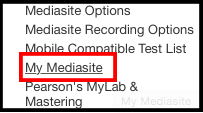 Mediasite Options
Mediasite Recording Options
Mobile Compatible Test List
My Mediasite
Pearson's MyLab &
Mastering
My Mediasite